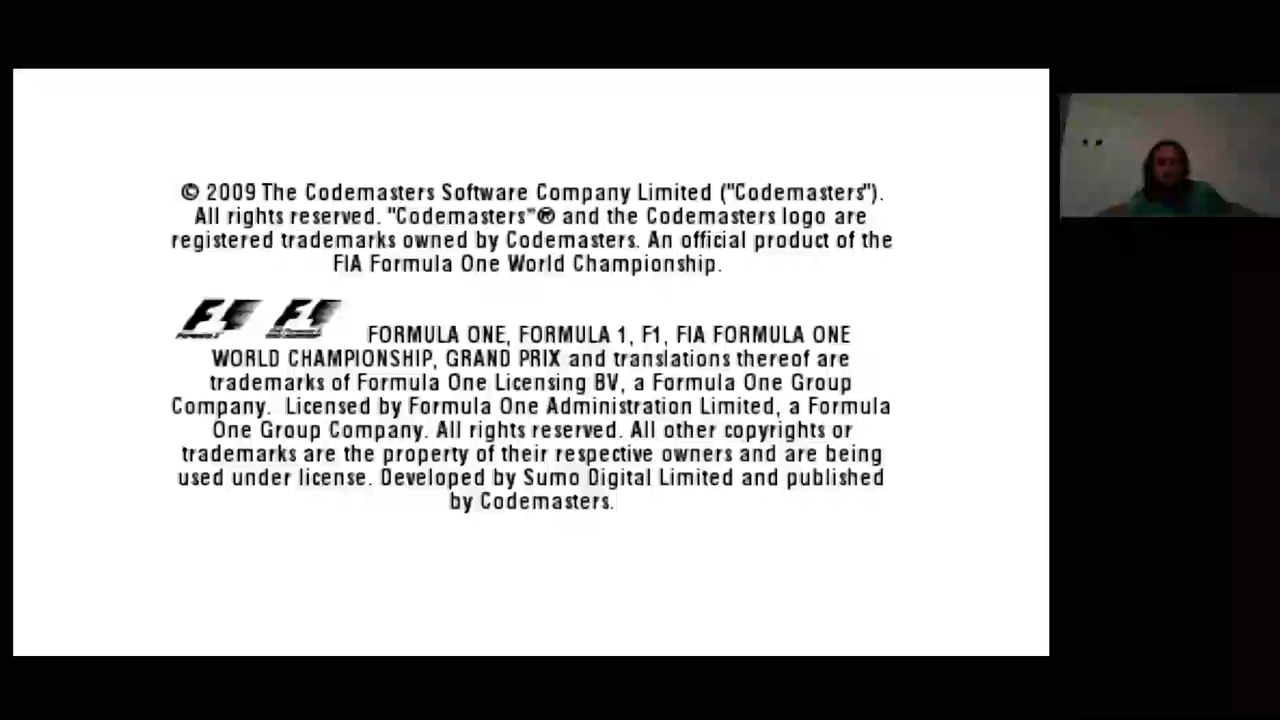 © 2009 The Codemasters Software Company Limited ("Codemasters").
All rights reserved. "Codemasters"® and the Codemasters logo are
registered trademarks owned by Codemasters. An official product of the
FIA Formula One World Championship.
F1 F1 FORMULA ONE, FORMULA 1, F1, FIA FORMULA ONE
WORLD CHAMPIONSHIP, GRAND PRIX and translations thereof are
trademarks of Formula One Licensing BV, a Formula One Group
Company. Licensed by Formula One Administration Limited, a Formula
One Group Company. All rights reserved. All other copyrights or
trademarks are the property of their respective owners and are being
used under license. Developed by Sumo Digital Limited and published
by Codemasters.